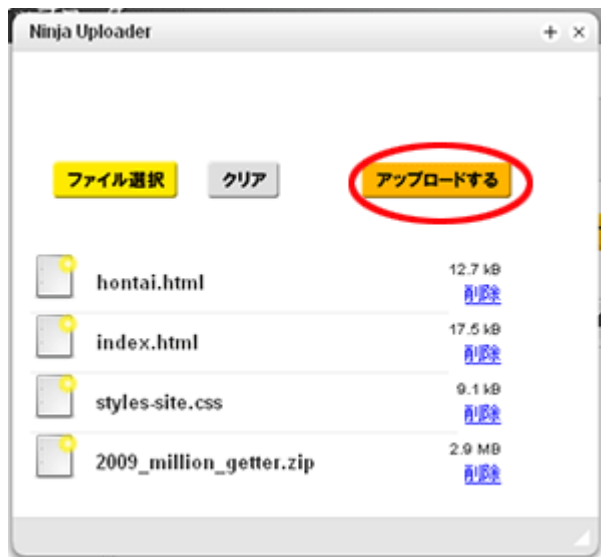 Ninja Uploader
ファイル選択 クリア アップロードする
hontai.html 12.7 kB
削除
index.html 17.5 kB
削除
styles-site.css 9.1 kB
削除
2009_million_getter.zip 2.9 MB
削除